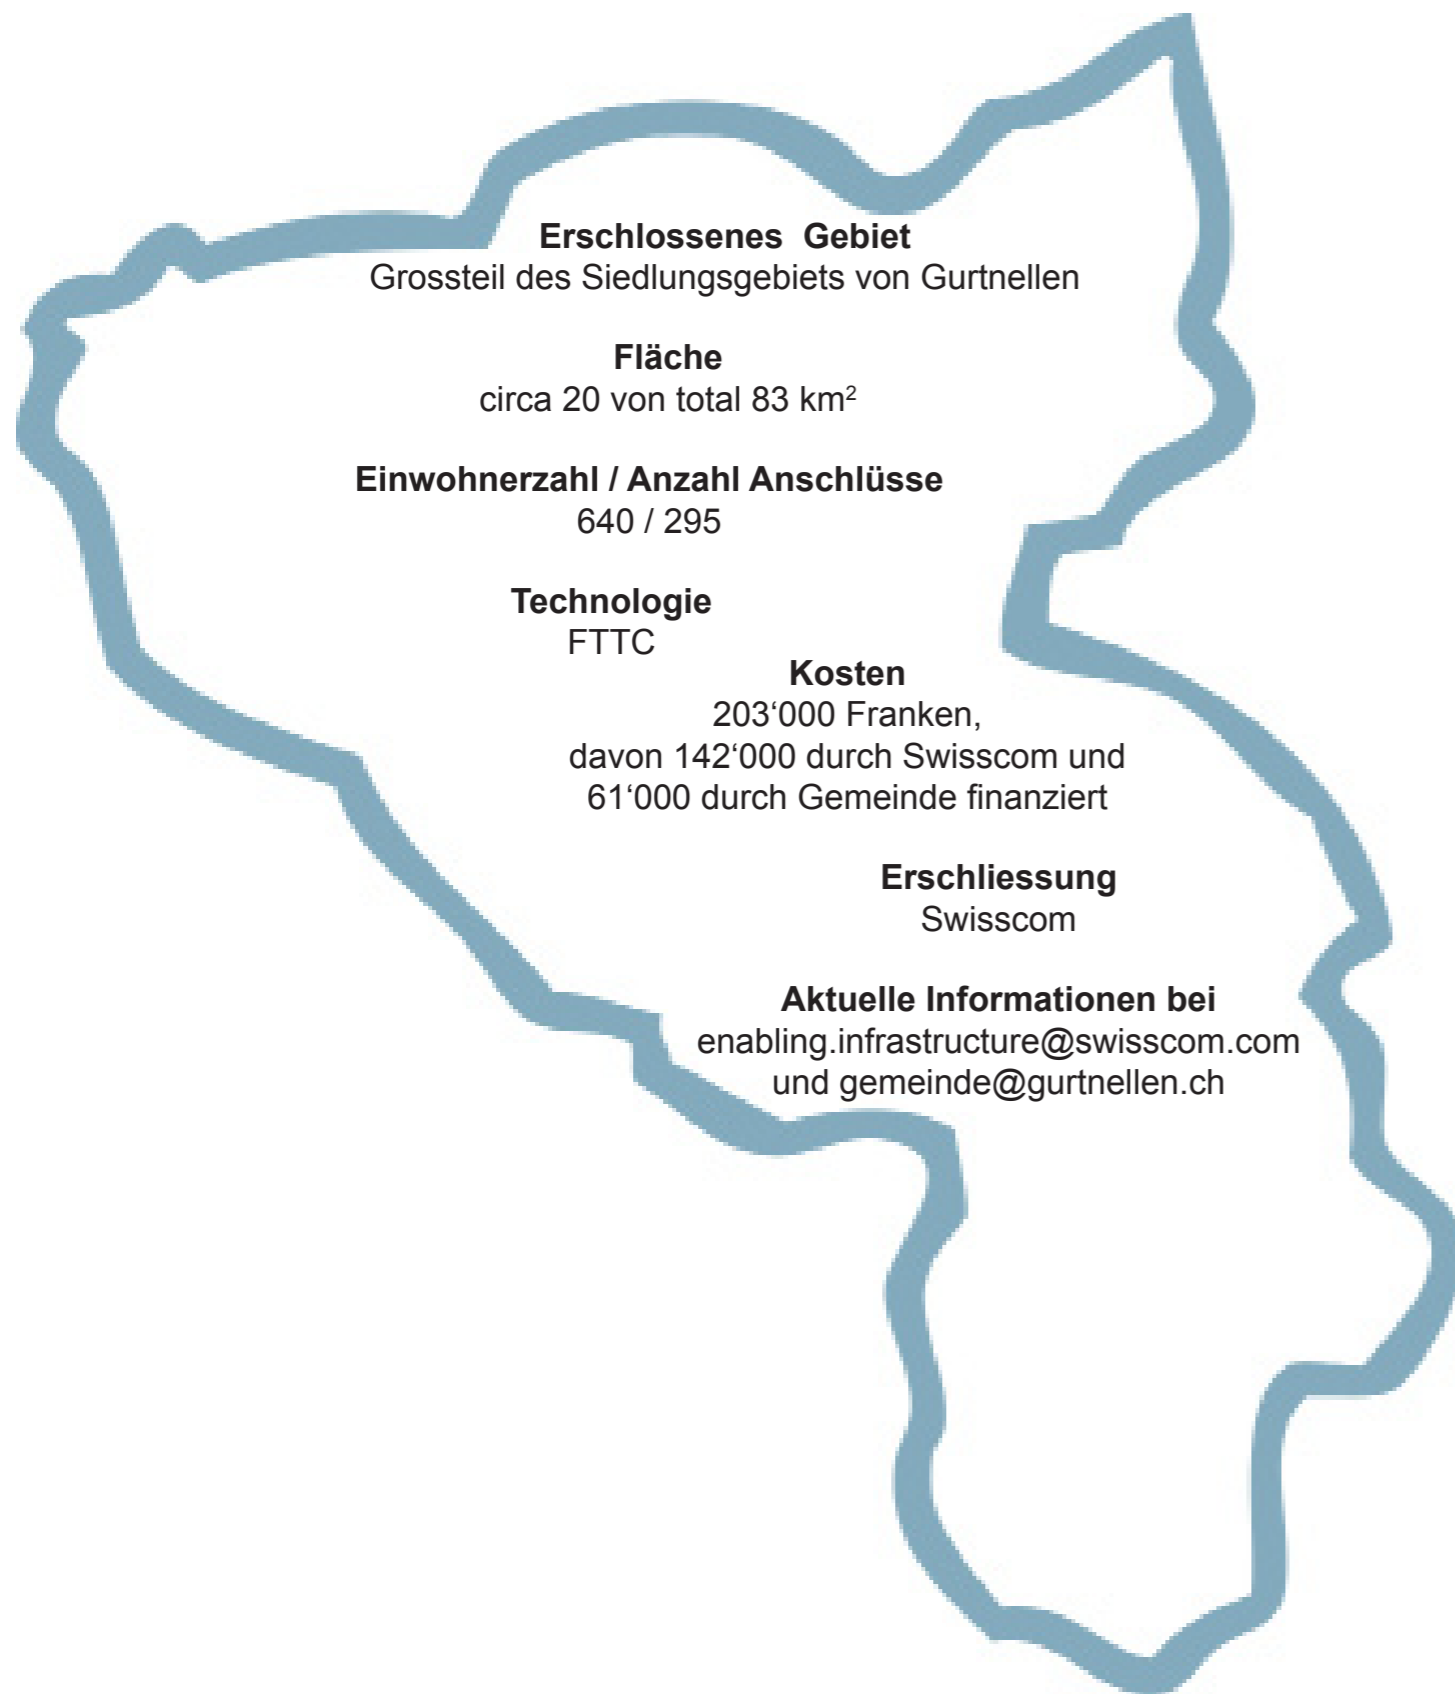 Erschlossenes  Gebiet
Grossteil des Siedlungsgebiets von Gurtnellen
Fläche
circa 20 von total 83 km²
Einwohnerzahl / Anzahl Anschlüsse
640 / 295
Technologie
FTTC
Kosten
203‘000 Franken,
davon 142‘000 durch Swisscom und
61‘000 durch Gemeinde finanziert
Erschliessung
Swisscom
Aktuelle Informationen bei
enabling.infrastructure@swisscom.com
und gemeinde@gurtnellen.ch